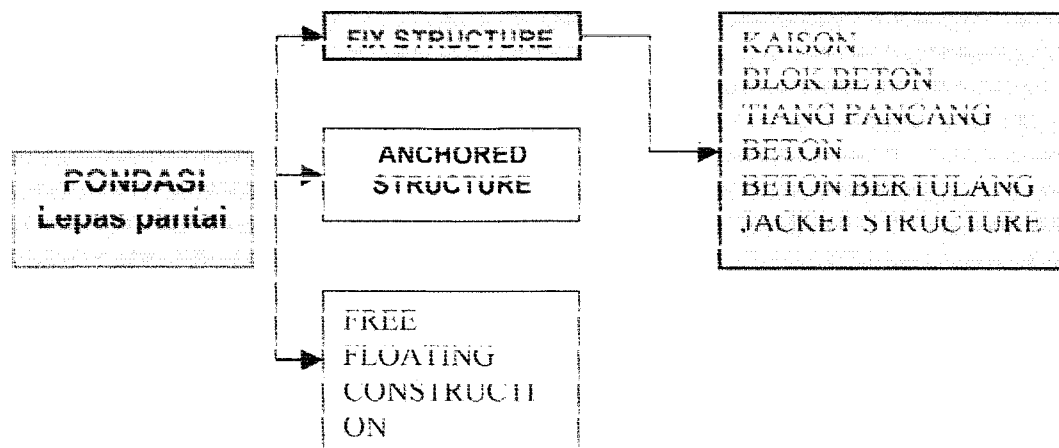 FIX STRUCTURE
KAISON
BLOK BETON
TIANG PANCANG
BETON
BETON BERTULANG
JACKET STRUCTURE
ANCHORED
STRUCTURE
PONDASI
Lepas pantai
FREE
FLOATING
CONSTRUCTI
ON